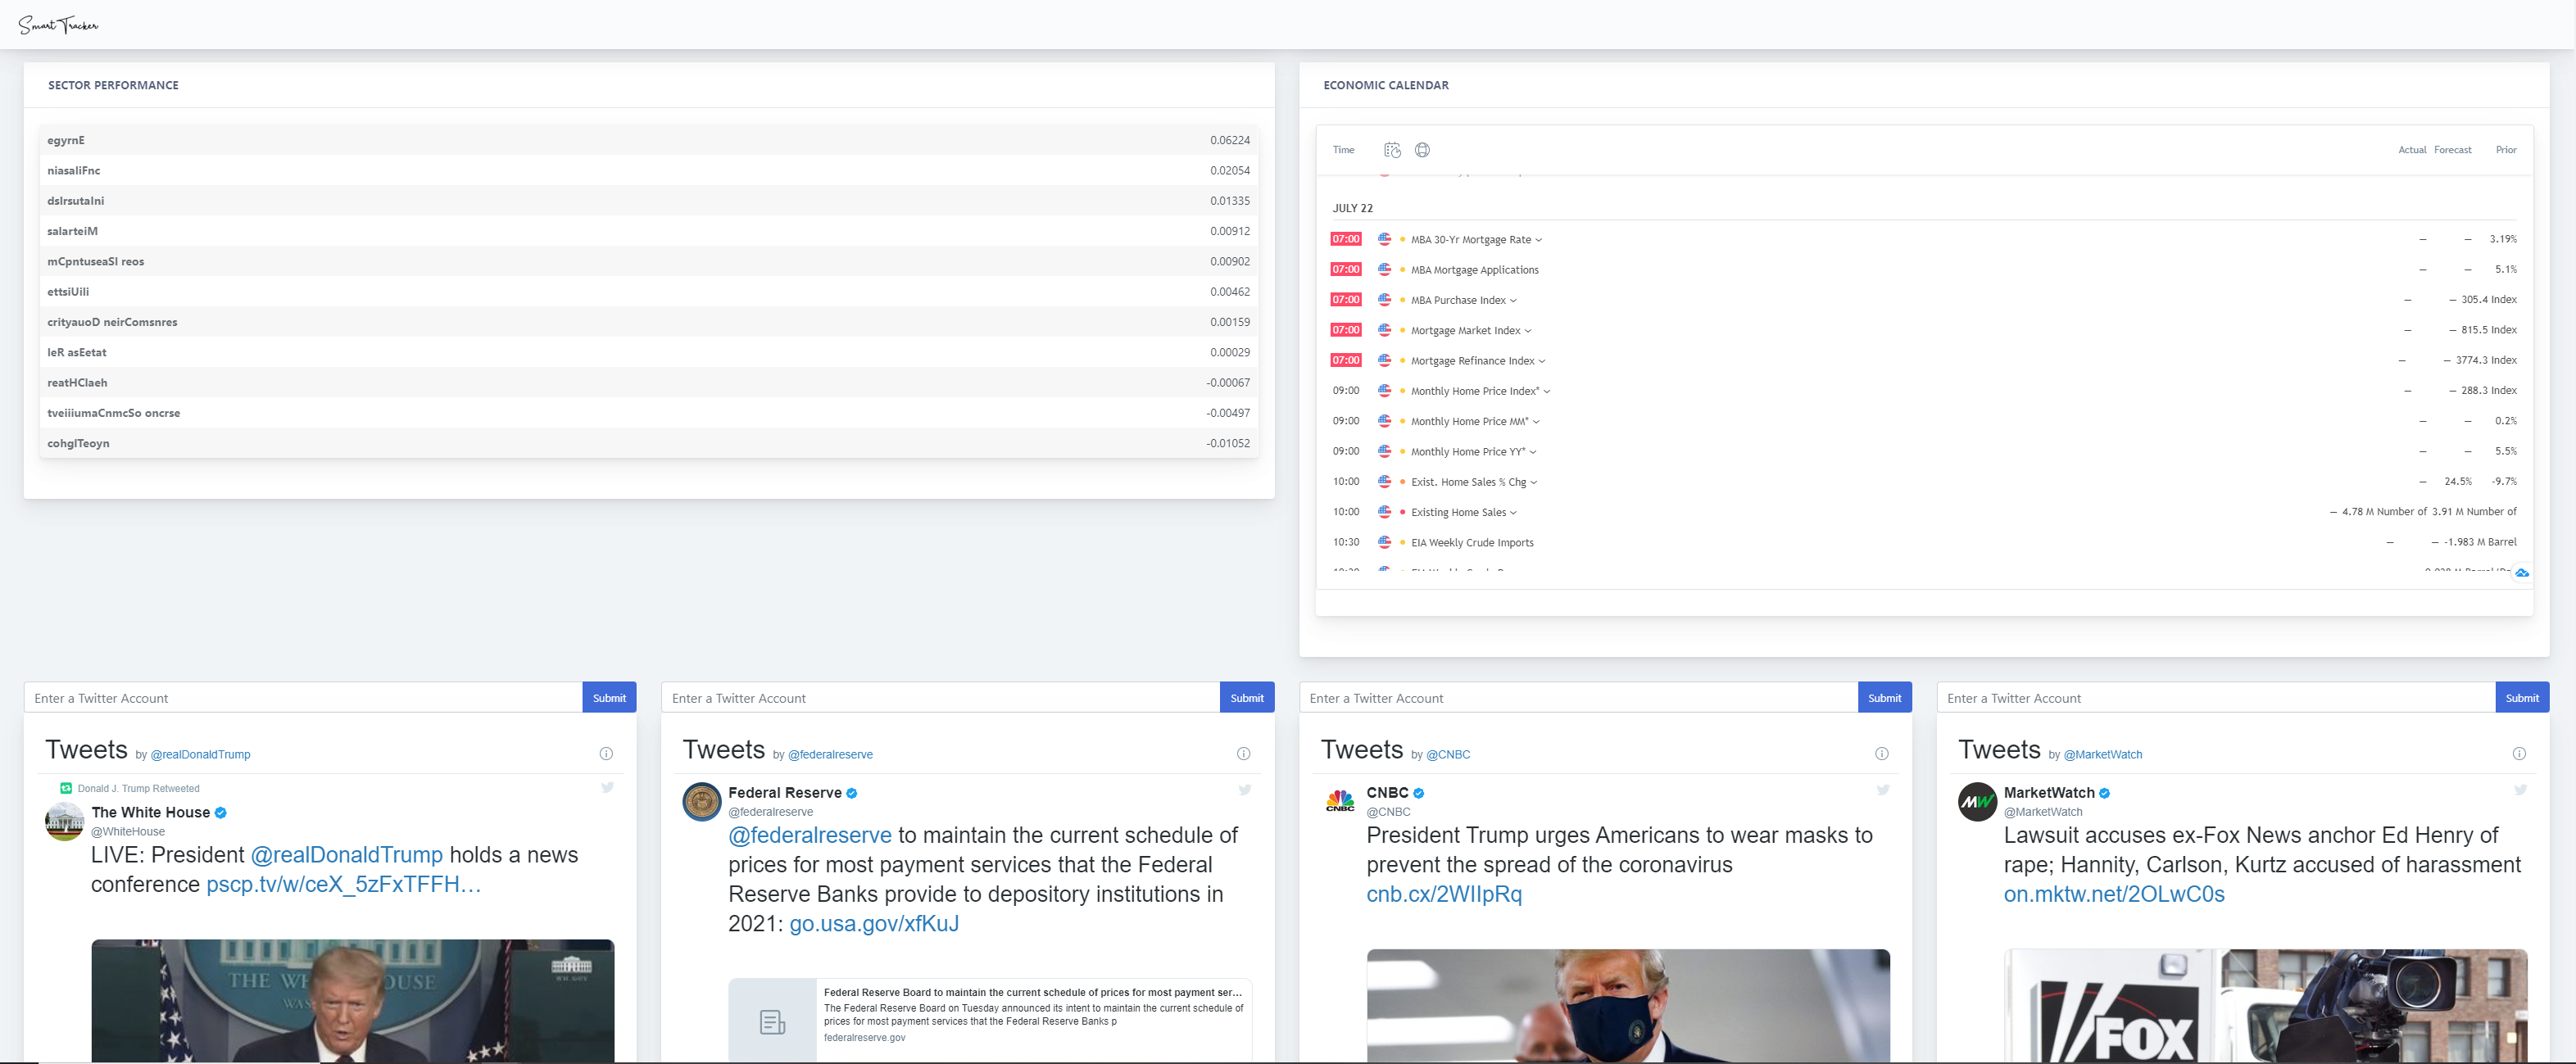 Smart Tracker
SECTOR PERFORMANCE
egyrnE 0.06224
niasaliFnc 0.02054
dslrsutaIni 0.01335
salarteiM 0.00912
mCpntuseaSl reos 0.00902
ettsiUili 0.00462
crityauoD neirComsnres 0.00159
leR asEetat 0.00029
reatHClaeh -0.00067
tveiiiumaCnmcSo oncrse -0.00497
cohglTeoyn -0.01052
ECONOMIC CALENDAR
Time Actual Forecast Prior
JULY 22
07:00 MBA 30-Yr Mortgage Rate — — 3.19%
07:00 MBA Mortgage Applications — — 5.1%
07:00 MBA Purchase Index — — 305.4 Index
07:00 Mortgage Market Index — — 815.5 Index
07:00 Mortgage Refinance Index — — 3774.3 Index
09:00 Monthly Home Price Index* — — 288.3 Index
09:00 Monthly Home Price MM* — — 0.2%
09:00 Monthly Home Price YY* — — 5.5%
10:00 Exist. Home Sales % Chg — 24.5% -9.7%
10:00 Existing Home Sales — 4.78 M Number of 3.91 M Number of
10:30 EIA Weekly Crude Imports — — -1.983 M Barrel
Enter a Twitter Account Submit
Tweets by @realDonaldTrump
Donald J. Trump Retweeted
The White House
@WhiteHouse
LIVE: President @realDonaldTrump holds a news
conference pscp.tv/w/ceX_5zFxTFFH…
THE WHITE HOUSE
WAS
WH.GOV
Enter a Twitter Account Submit
Tweets by @federalreserve
Federal Reserve
@federalreserve
@federalreserve to maintain the current schedule of
prices for most payment services that the Federal
Reserve Banks provide to depository institutions in
2021: go.usa.gov/xfKuJ
Federal Reserve Board to maintain the current schedule of prices for most payment ser...
The Federal Reserve Board on Tuesday announced its intent to maintain the current schedule of
prices for most payment services that the Federal Reserve Banks p
federalreserve.gov
Enter a Twitter Account Submit
Tweets by @CNBC
CNBC
CNBC
@CNBC
President Trump urges Americans to wear masks to
prevent the spread of the coronavirus
cnb.cx/2WIIpRq
Enter a Twitter Account Submit
Tweets by @MarketWatch
MW
MarketWatch
@MarketWatch
Lawsuit accuses ex-Fox News anchor Ed Henry of
rape; Hannity, Carlson, Kurtz accused of harassment
on.mktw.net/2OLwC0s
FOX